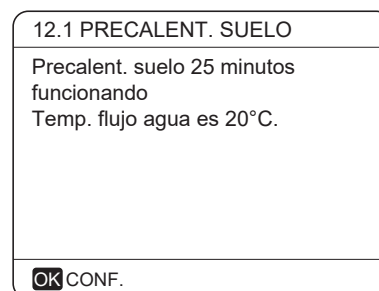 12.1 PRECALENT. SUELO
Precalent. suelo 25 minutos
funcionando
Temp. flujo agua es 20°C.
OK CONF.